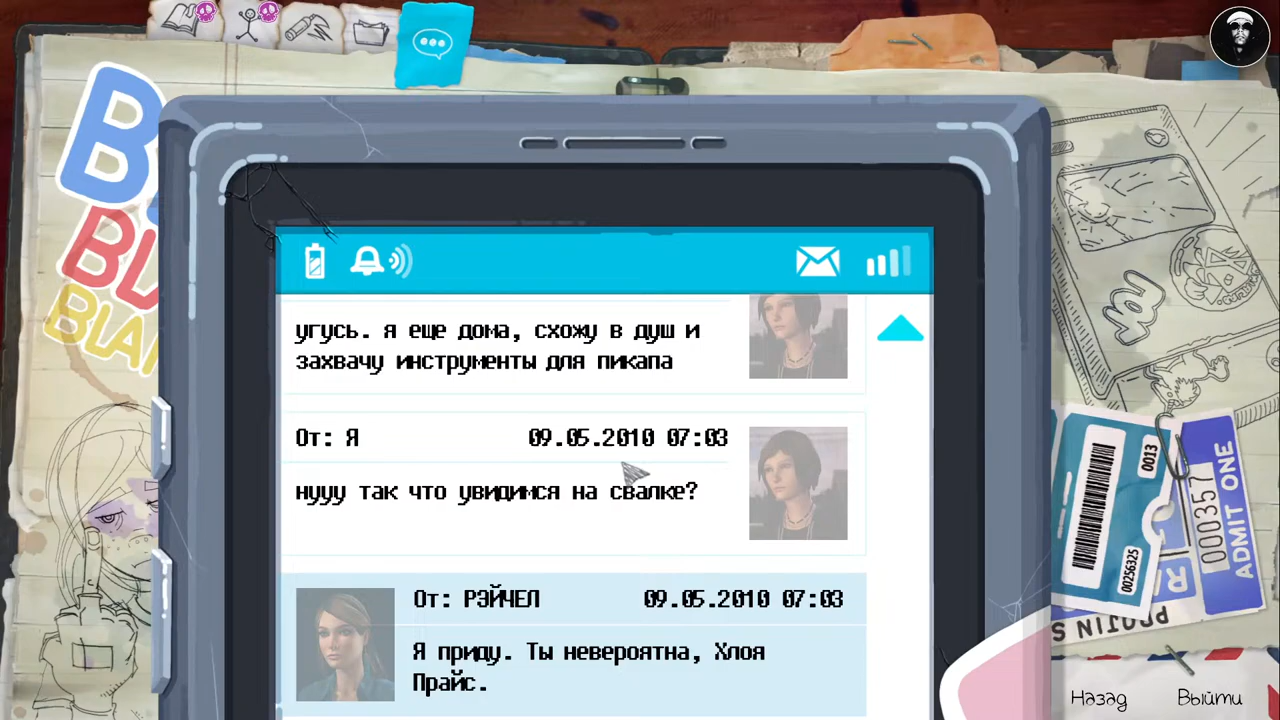 угусь. я еще дома, схожу в душ и
захвачу инструменты для пикапа
От: Я 09.05.2010 07:03
нууу так что увидимся на свалке?
От: РЭЙЧЕЛ 09.05.2010 07:03
Я приду. Ты невероятна, Хлоя
Прайс.
0013
00256325
000357
ADMIT ONE
Назад
Выйти